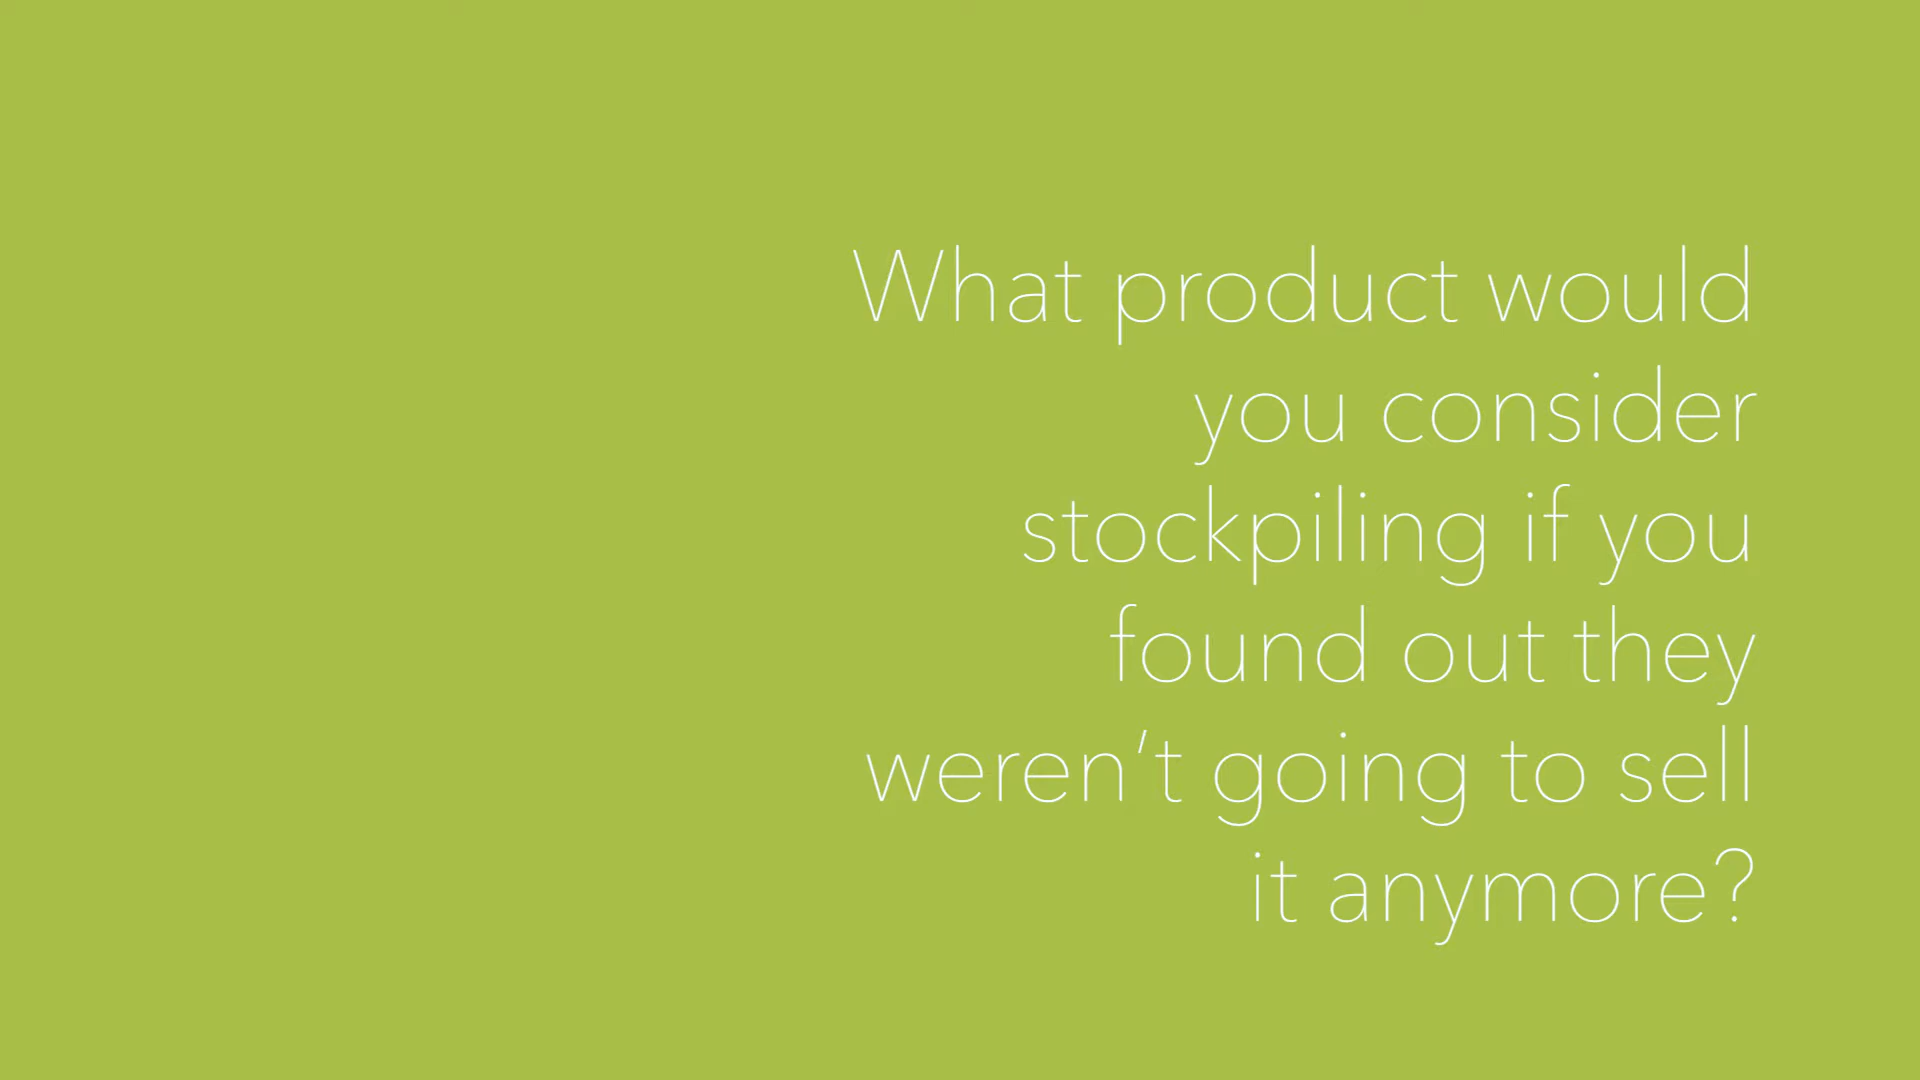 What product would
you consider
stockpiling if you
found out they
weren't going to sell
it anymore?